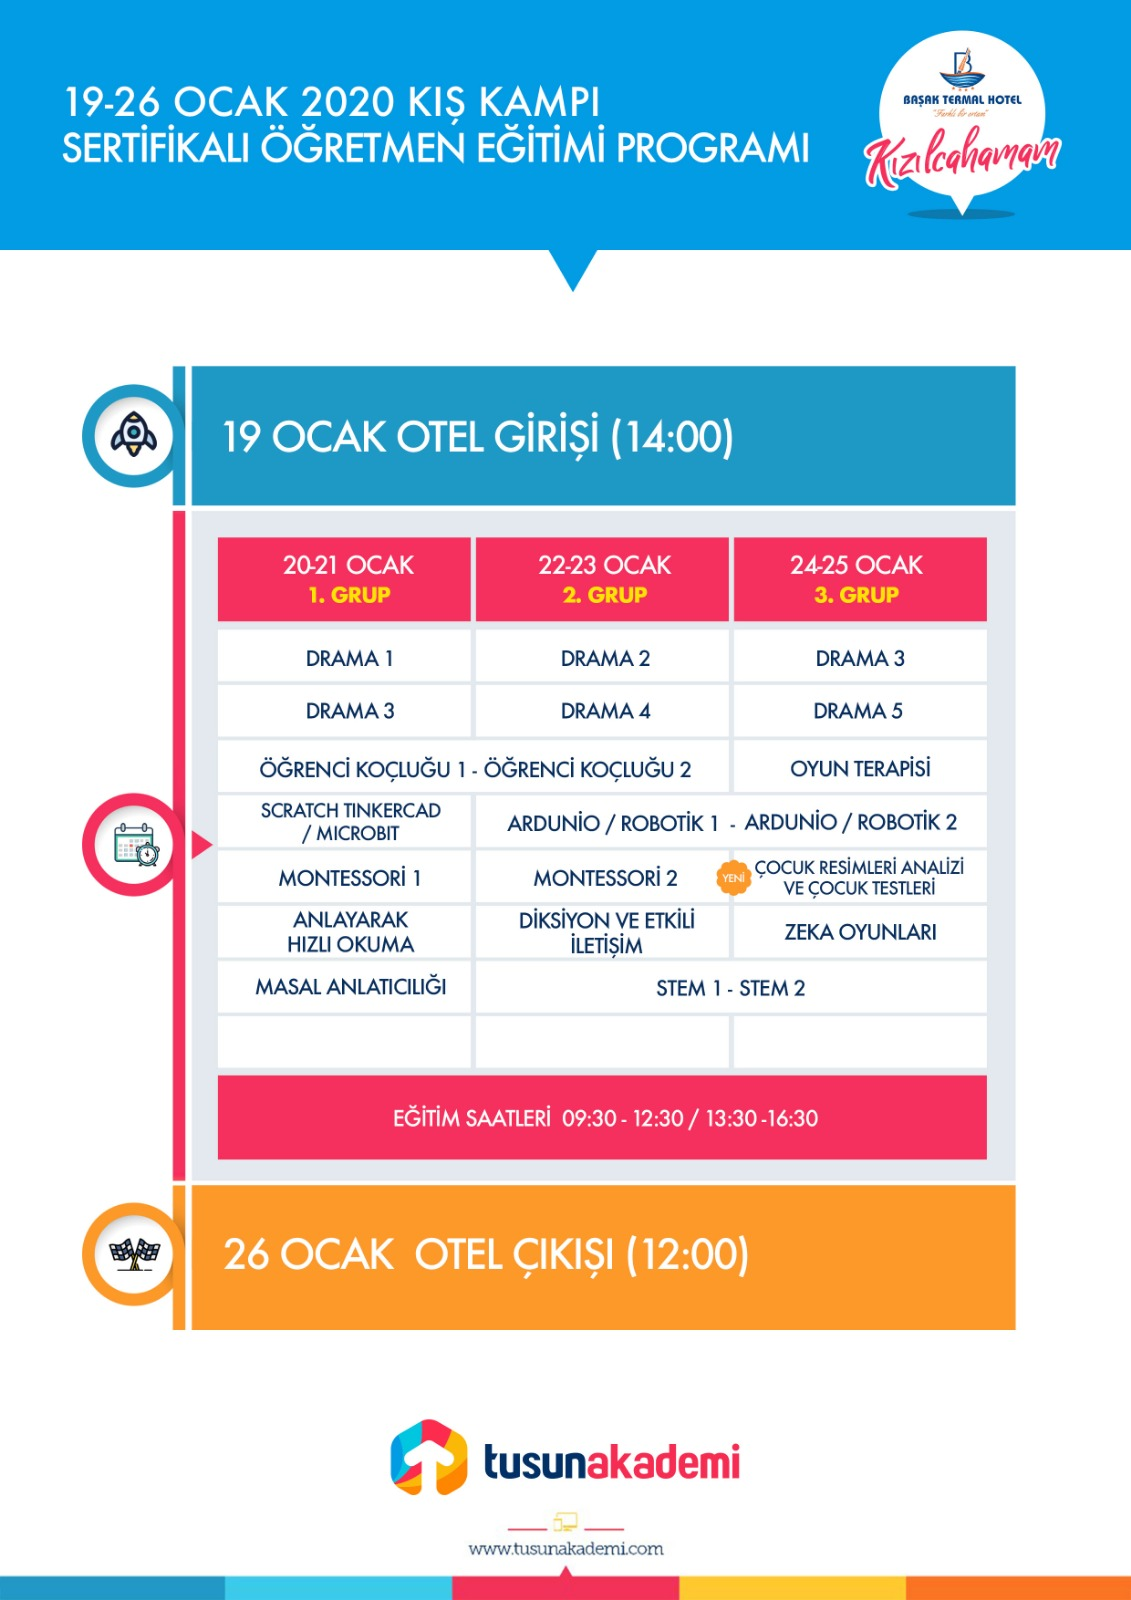 19-26 OCAK 2020 KIŞ KAMPI
SERTİFİKALI ÖĞRETMEN EĞİTİMİ PROGRAMI
BAŞAK TERMAL HOTEL
"Farklı bir ortam"
Kızılcahamam
19 OCAK OTEL GİRİŞİ (14:00)
20-21 OCAK
1. GRUP
22-23 OCAK
2. GRUP
24-25 OCAK
3. GRUP
DRAMA 1
DRAMA 2
DRAMA 3
DRAMA 3
DRAMA 4
DRAMA 5
ÖĞRENCİ KOÇLUĞU 1 - ÖĞRENCİ KOÇLUĞU 2
OYUN TERAPİSİ
SCRATCH TINKERCAD
/ MICROBIT
ARDUNİO / ROBOTİK 1 - ARDUNİO / ROBOTİK 2
MONTESSORİ 1
MONTESSORİ 2
YENİ
ÇOCUK RESİMLERİ ANALİZİ
VE ÇOCUK TESTLERİ
ANLAYARAK
HIZLI OKUMA
DİKSİYON VE ETKİLİ
İLETİŞİM
ZEKA OYUNLARI
MASAL ANLATICILIĞI
STEM 1 - STEM 2
EĞİTİM SAATLERİ 09:30 - 12:30 / 13:30 -16:30
26 OCAK OTEL ÇIKIŞI (12:00)
tusunakademi
www.tusunakademi.com